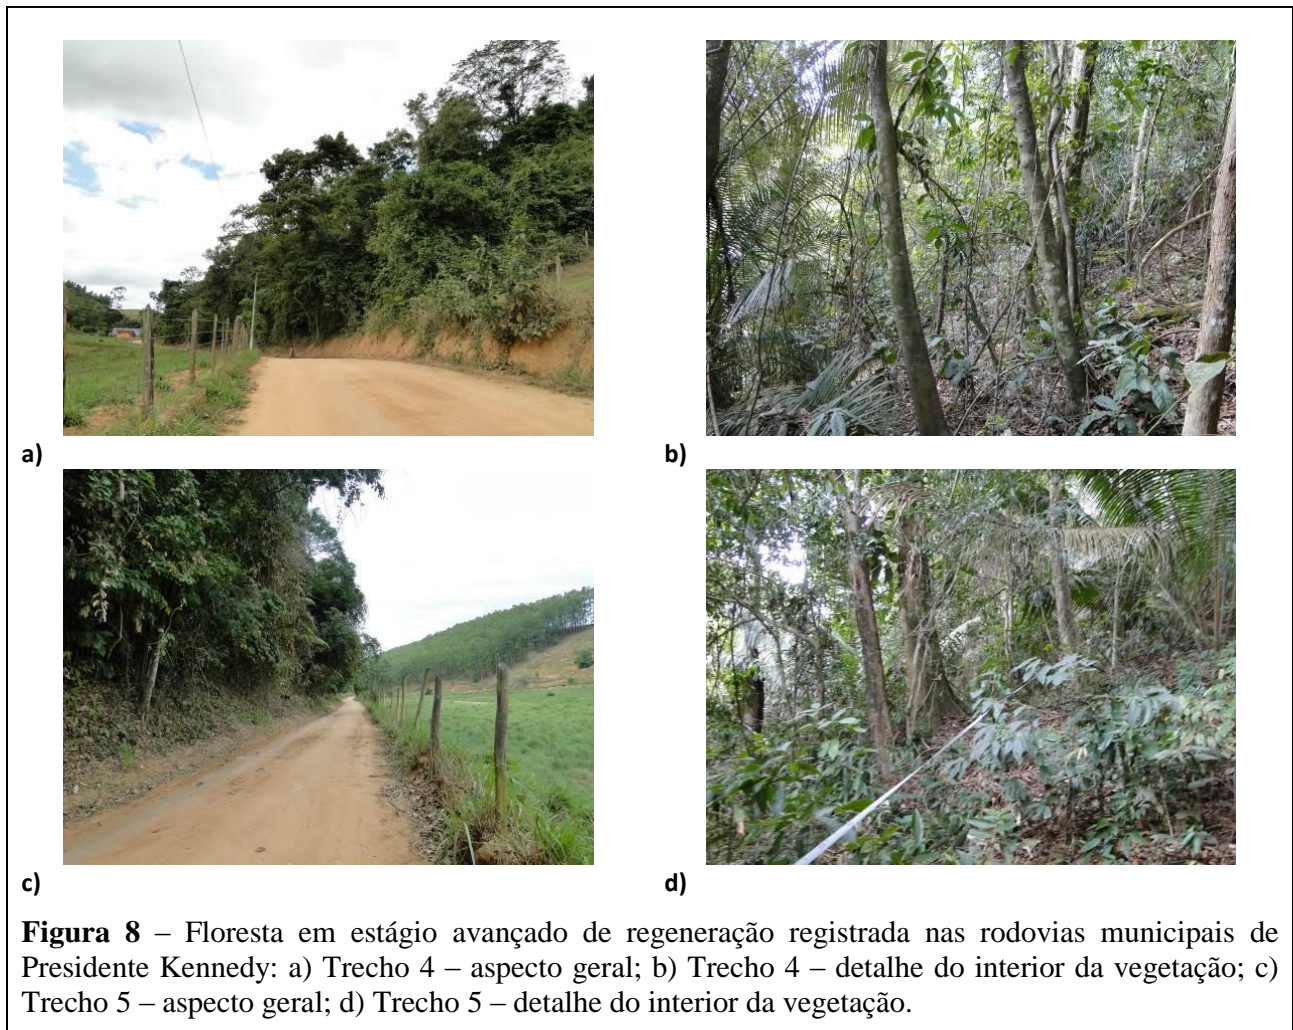 a)
b)
c)
d)
Figura 8 – Floresta em estágio avançado de regeneração registrada nas rodovias municipais de
Presidente Kennedy: a) Trecho 4 – aspecto geral; b) Trecho 4 – detalhe do interior da vegetação; c)
Trecho 5 – aspecto geral; d) Trecho 5 – detalhe do interior da vegetação.